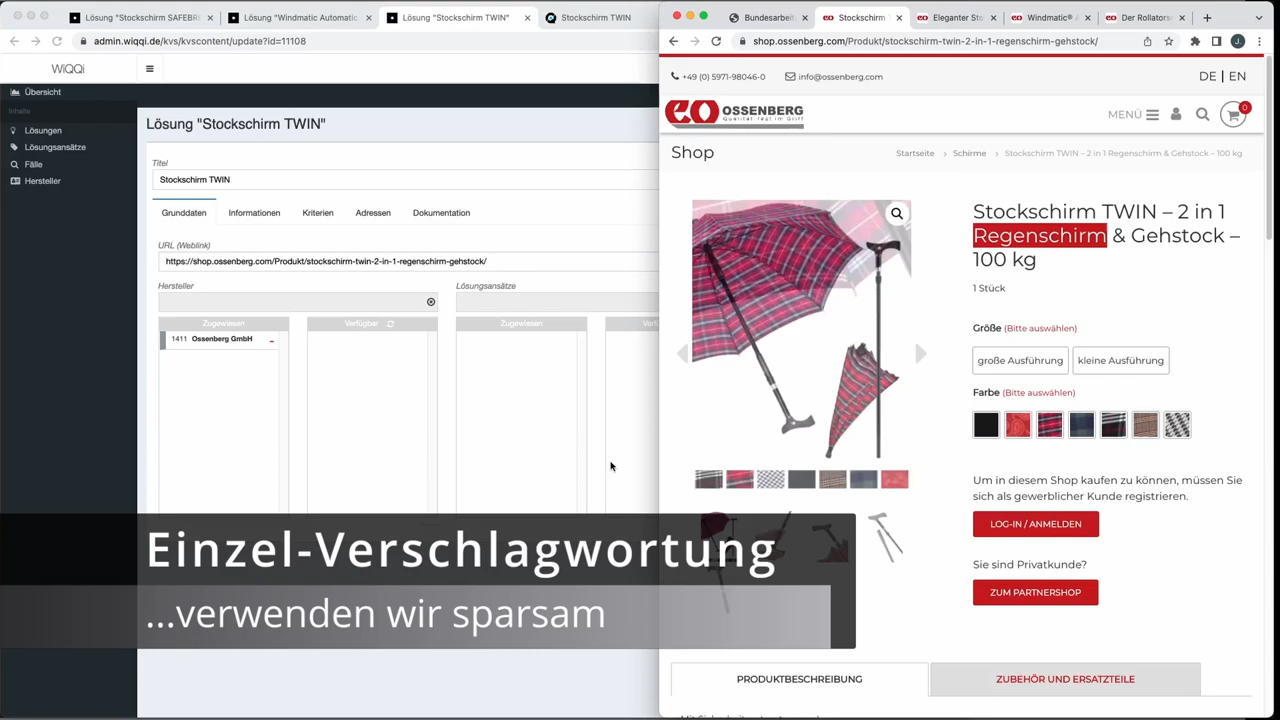 Lösung "Stockschirm SAFEBR
Lösung "Windmatic Automatic
Lösung "Stockschirm TWIN"
Stockschirm TWIN
admin.wiqqi.de/kvs/kvscontent/update?id=11108
WiQQi
Übersicht
Inhalte
Lösungen
Lösungsansätze
Fälle
Hersteller
Lösung "Stockschirm TWIN"
Titel
Stockschirm TWIN
Grunddaten
Informationen
Kriterien
Adressen
Dokumentation
URL (Weblink)
https://shop.ossenberg.com/Produkt/stockschirm-twin-2-in-1-regenschirm-gehstock/
Hersteller
Lösungsansätze
Zugewiesen
Verfügbar
Zugewiesen
Verfü
1411 Ossenberg GmbH
Bundesarbei
Stockschirm
Eleganter Sto
Windmatic® A
Der Rollators
J
shop.ossenberg.com/Produkt/stockschirm-twin-2-in-1-regenschirm-gehstock/
+49 (0) 5971-98046-0
info@ossenberg.com
DE | EN
eo OSSENBERG
Qualität fest im Griff
MENÜ
0
Shop
Startseite > Schirme > Stockschirm TWIN – 2 in 1 Regenschirm & Gehstock – 100 kg
Stockschirm TWIN – 2 in 1
Regenschirm & Gehstock –
100 kg
1 Stück
Größe (Bitte auswählen)
große Ausführung
kleine Ausführung
Farbe (Bitte auswählen)
Um in diesem Shop kaufen zu können, müssen Sie
sich als gewerblicher Kunde registrieren.
LOG-IN / ANMELDEN
Sie sind Privatkunde?
ZUM PARTNERSHOP
PRODUKTBESCHREIBUNG
ZUBEHÖR UND ERSATZTEILE
Einzel-Verschlagwortung
...verwenden wir sparsam